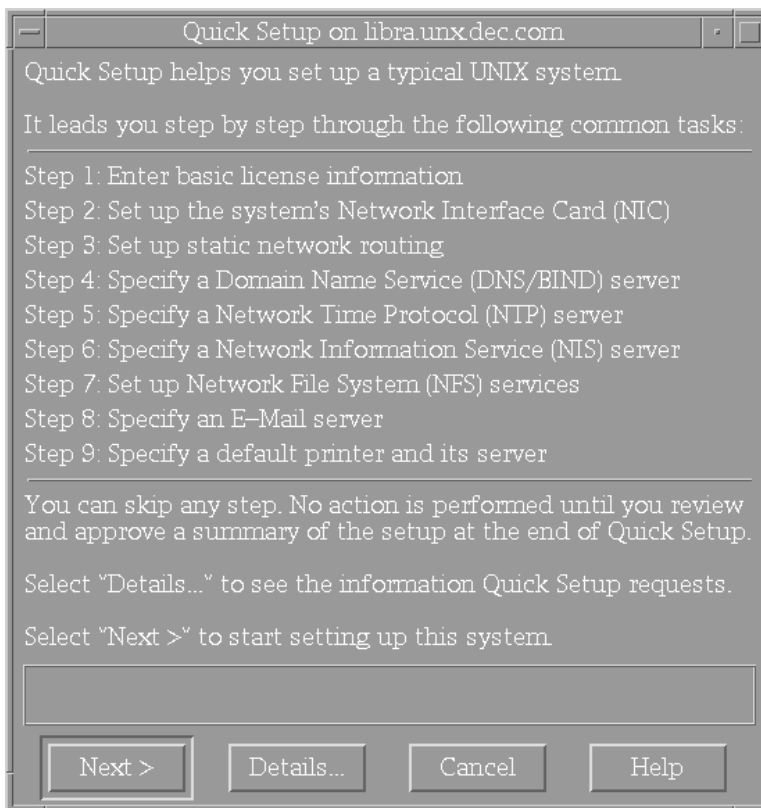 Quick Setup on libra.unx.dec.com
Quick Setup helps you set up a typical UNIX system.
It leads you step by step through the following common tasks:
Step 1: Enter basic license information
Step 2: Set up the system's Network Interface Card (NIC)
Step 3: Set up static network routing
Step 4: Specify a Domain Name Service (DNS/BIND) server
Step 5: Specify a Network Time Protocol (NTP) server
Step 6: Specify a Network Information Service (NIS) server
Step 7: Set up Network File System (NFS) services
Step 8: Specify an E-Mail server
Step 9: Specify a default printer and its server
You can skip any step. No action is performed until you review
and approve a summary of the setup at the end of Quick Setup.
Select "Details..." to see the information Quick Setup requests.
Select "Next >" to start setting up this system.
Next > Details... Cancel Help